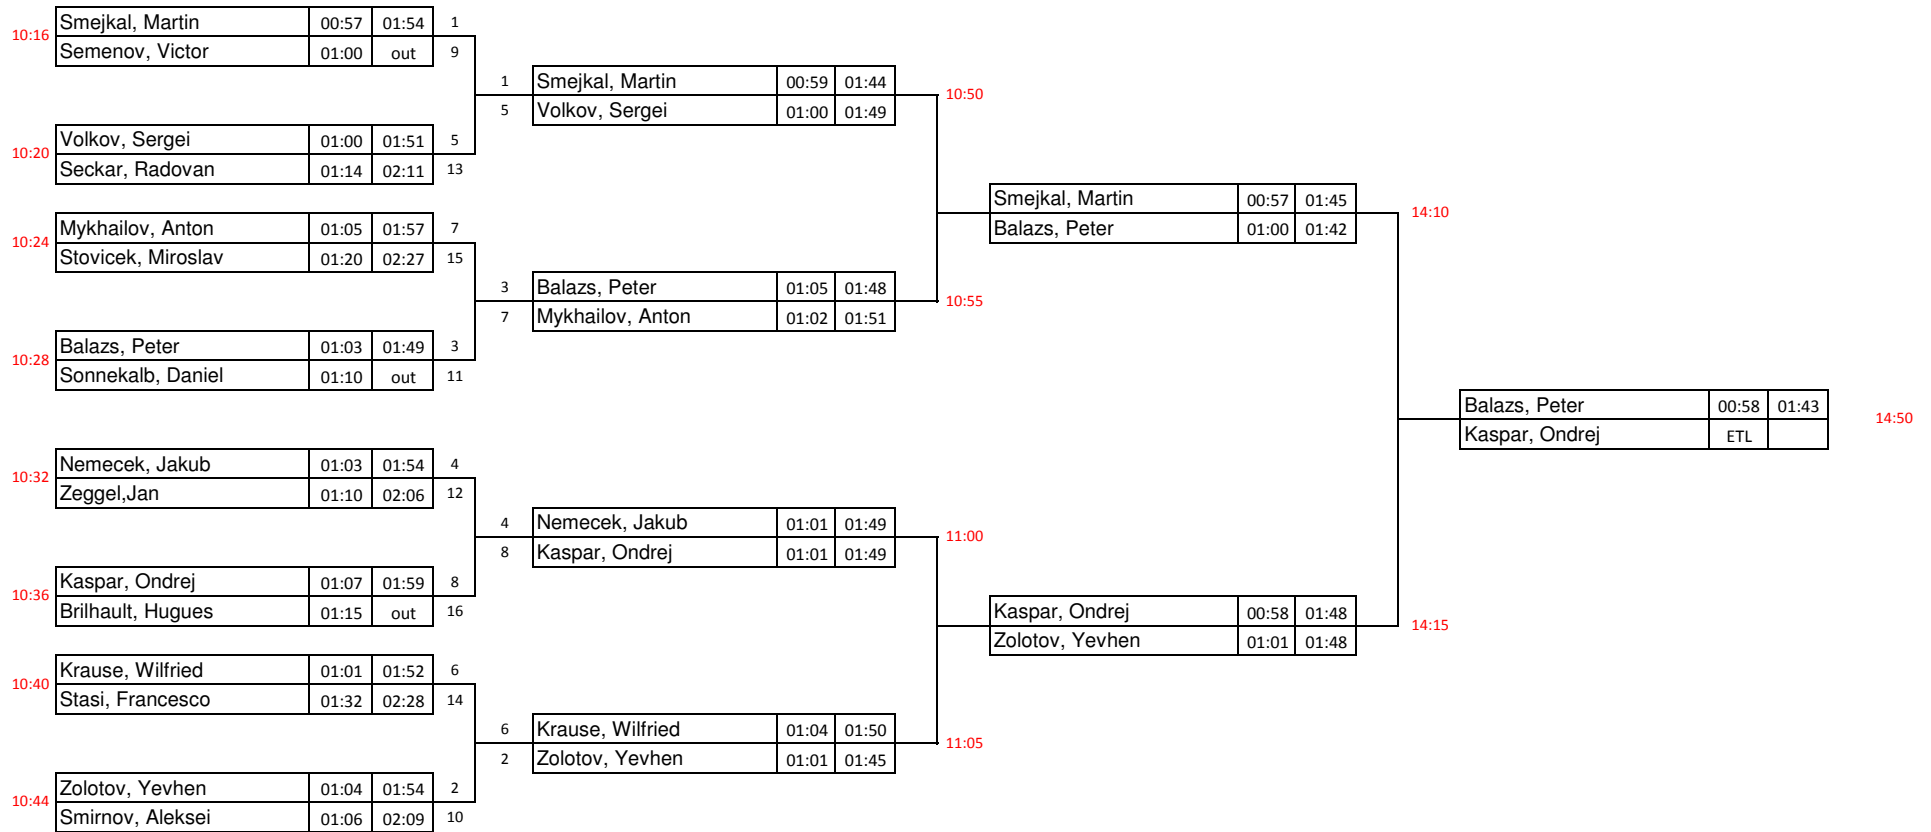 10:16
Smejkal, Martin 00:57 01:54 1
Semenov, Victor 01:00 out 9
10:20
Volkov, Sergei 01:00 01:51 5
Seckar, Radovan 01:14 02:11 13
10:24
Mykhailov, Anton 01:05 01:57 7
Stovicek, Miroslav 01:20 02:27 15
10:28
Balazs, Peter 01:03 01:49 3
Sonnekalb, Daniel 01:10 out 11
10:32
Nemecek, Jakub 01:03 01:54 4
Zeggel,Jan 01:10 02:06 12
10:36
Kaspar, Ondrej 01:07 01:59 8
Brilhault, Hugues 01:15 out 16
10:40
Krause, Wilfried 01:01 01:52 6
Stasi, Francesco 01:32 02:28 14
10:44
Zolotov, Yevhen 01:04 01:54 2
Smirnov, Aleksei 01:06 02:09 10
1 Smejkal, Martin 00:59 01:44
5 Volkov, Sergei 01:00 01:49
10:50
3 Balazs, Peter 01:05 01:48
7 Mykhailov, Anton 01:02 01:51
10:55
4 Nemecek, Jakub 01:01 01:49
8 Kaspar, Ondrej 01:01 01:49
11:00
6 Krause, Wilfried 01:04 01:50
2 Zolotov, Yevhen 01:01 01:45
11:05
Smejkal, Martin 00:57 01:45
Balazs, Peter 01:00 01:42
14:10
Kaspar, Ondrej 00:58 01:48
Zolotov, Yevhen 01:01 01:48
14:15
Balazs, Peter 00:58 01:43
Kaspar, Ondrej ETL
14:50